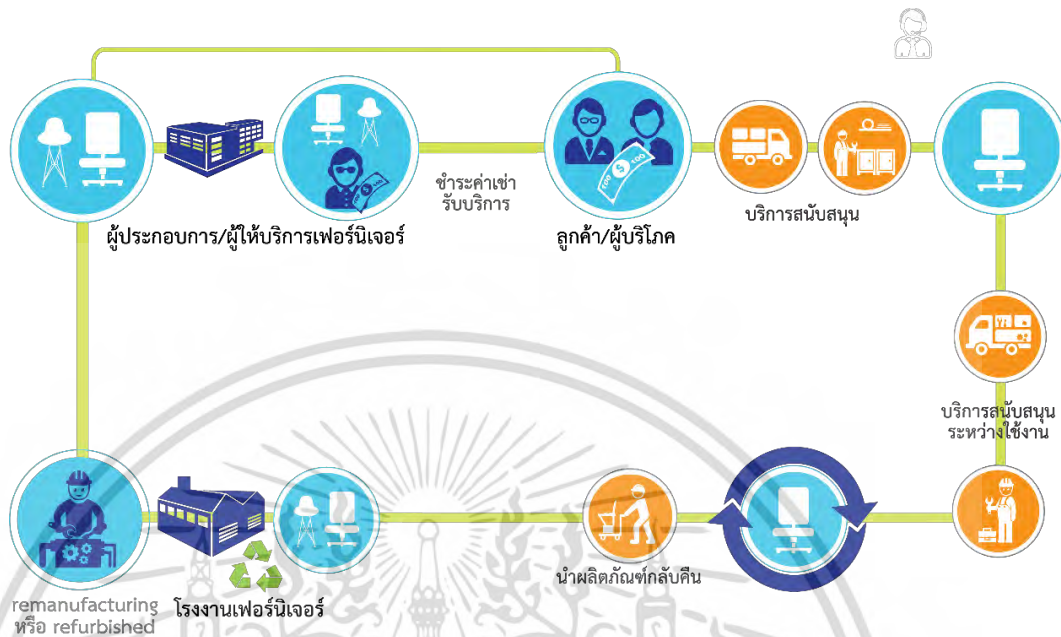 ชำระค่าเช่า
รับบริการ
บริการสนับสนุน
ผู้ประกอบการ/ผู้ให้บริการเฟอร์นิเจอร์
ลูกค้า/ผู้บริโภค
บริการสนับสนุน
ระหว่างใช้งาน
นำผลิตภัณฑ์กลับคืน
remanufacturing
หรือ refurbished
โรงงานเฟอร์นิเจอร์